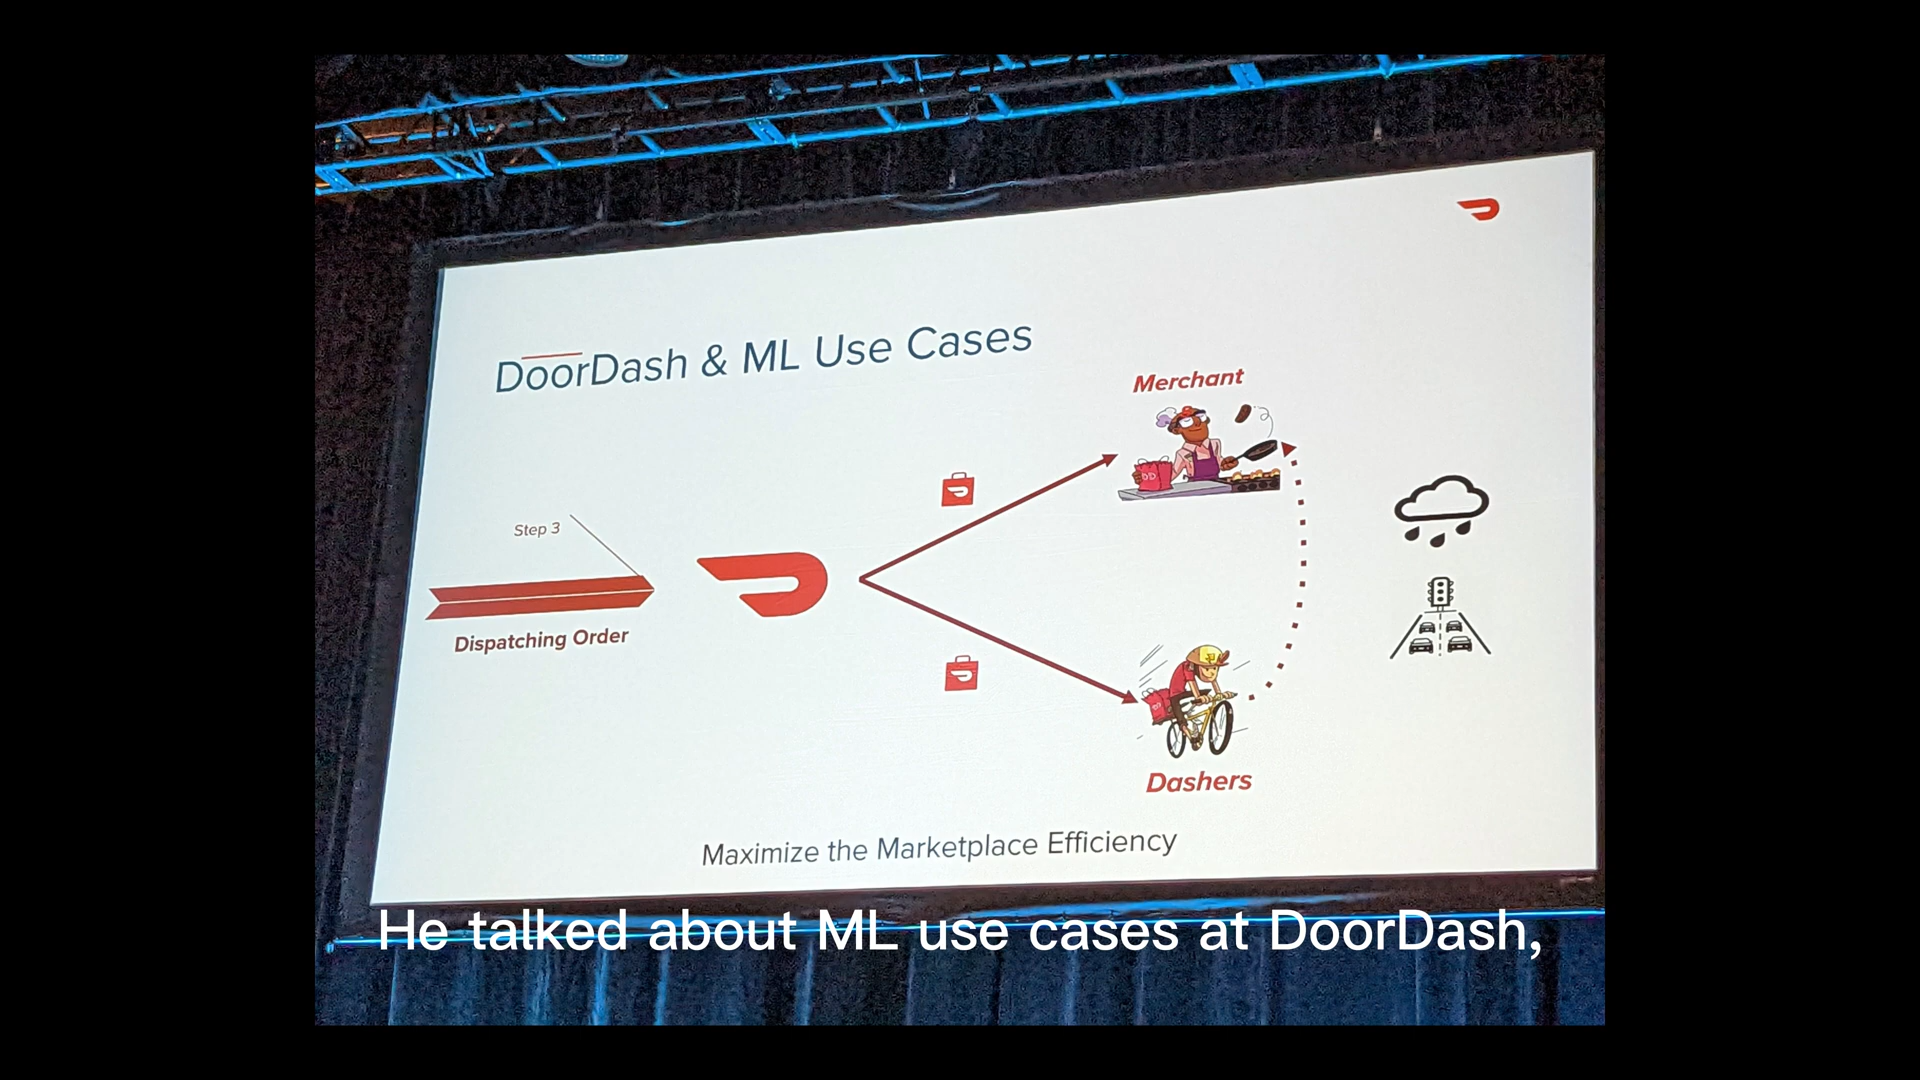 DoorDash & ML Use Cases
Merchant
Step 3
Dispatching Order
Dashers
Maximize the Marketplace Efficiency
He talked about ML use cases at DoorDash,